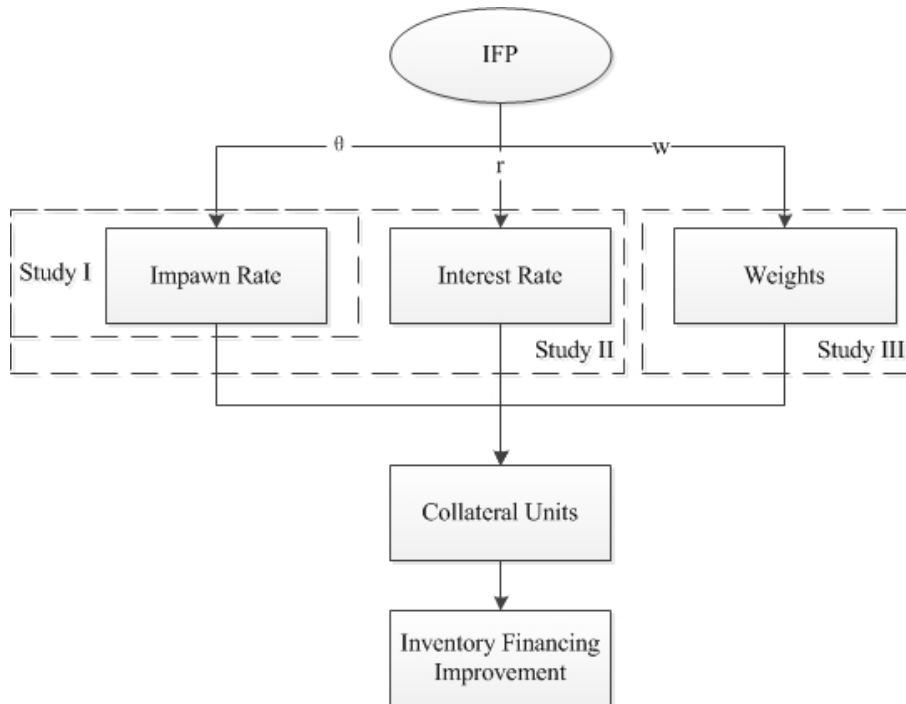 IFP
θ
r
w
Study I
Impawn Rate
Interest Rate
Weights
Study II
Study III
Collateral Units
Inventory Financing
Improvement